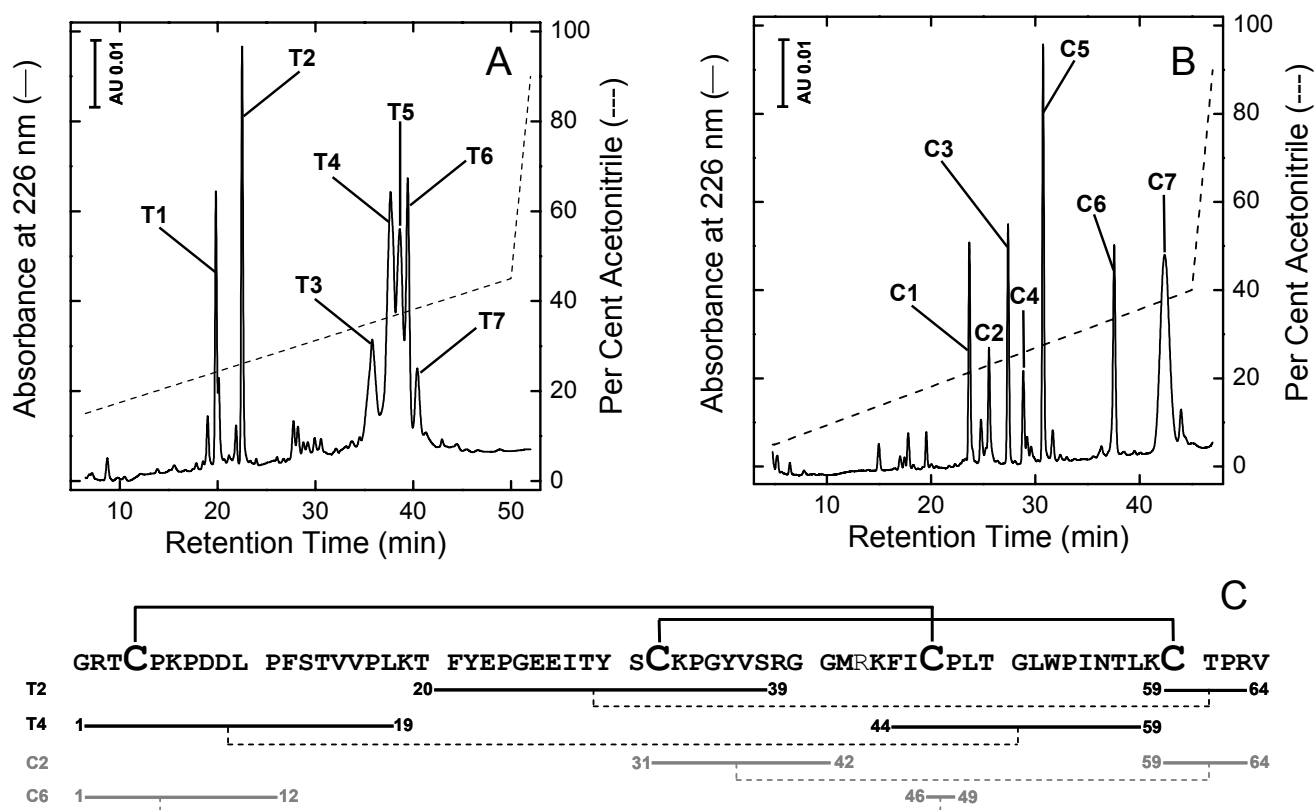 A
AU 0.01
Absorbance at 226 nm (—)
Per Cent Acetonitrile (---)
T1
T2
T3
T4
T5
T6
T7
100
80
60
40
20
0
10 20 30 40 50
Retention Time (min)
B
AU 0.01
Absorbance at 226 nm (—)
Per Cent Acetonitrile (---)
C1
C2
C3
C4
C5
C6
C7
100
80
60
40
20
0
10 20 30 40
Retention Time (min)
C
GRTCPKPDDL PFSTVVPLKT FYEPGEEITY SCKPGYVSRG GMRKFICPLT GLWPINTLKC TPRV
T2 20 39 59 64
T4 1 19 44 59
C2 31 42 59 64
C6 1 12 46 49